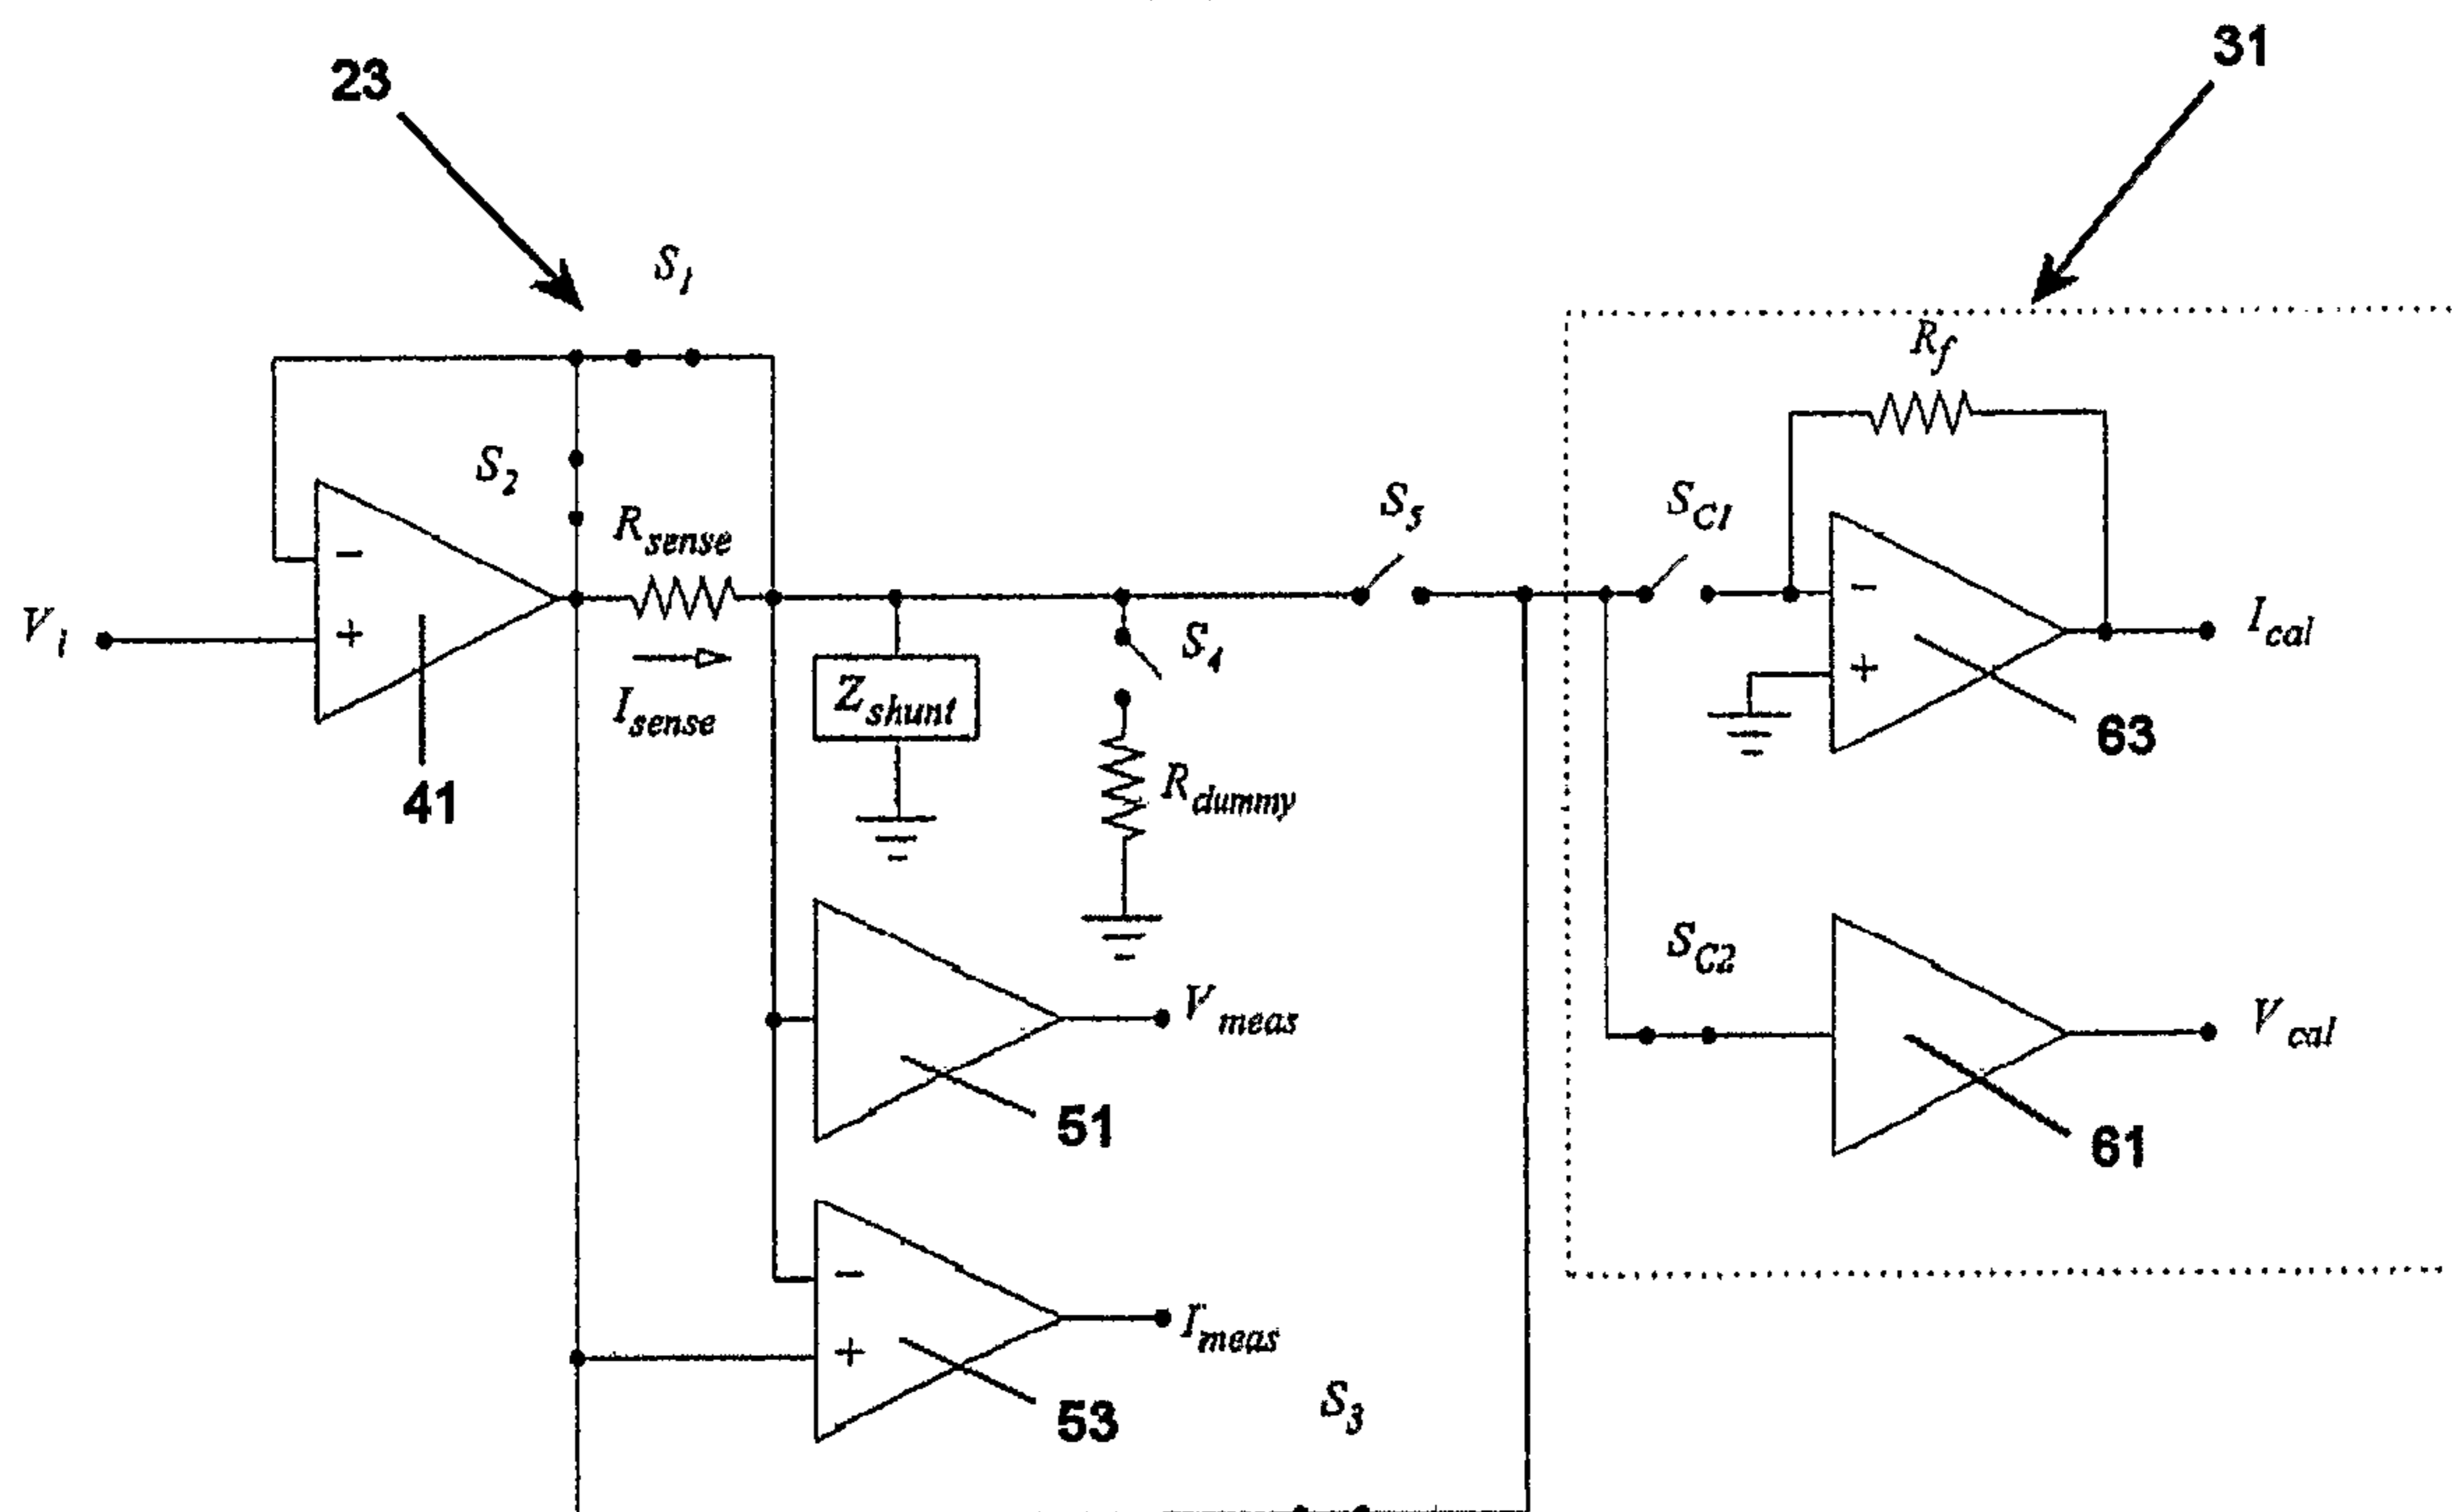 23
31
S1
Rf
S2
Rsense
S5
SC1
−
+
Vi
Isense
41
Zshunt
S4
Rdummy
−
+
Ical
63
Vmeas
51
SC2
Vcal
61
−
+
Imeas
53
S3